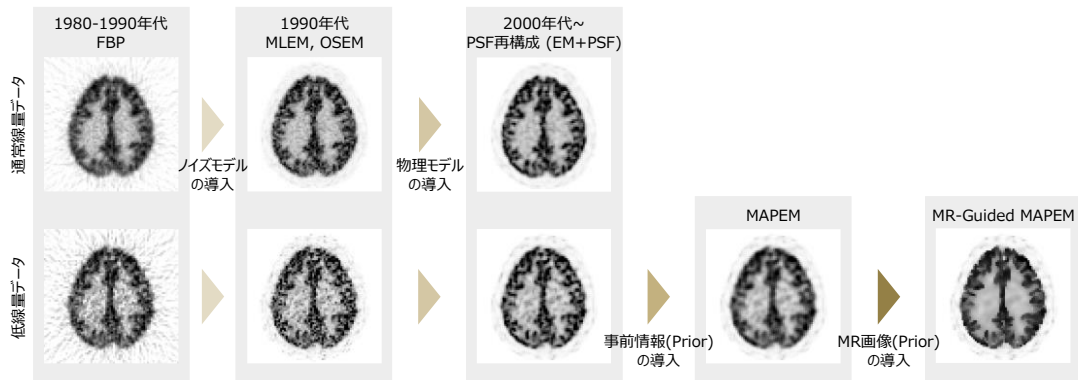 1980-1990年代
FBP
1990年代
MLEM, OSEM
2000年代~
PSF再構成 (EM+PSF)
通常線量データ
ノイズモデル
の導入
物理モデル
の導入
MAPEM
MR-Guided MAPEM
低線量データ
事前情報(Prior)
の導入
MR画像(Prior)
の導入